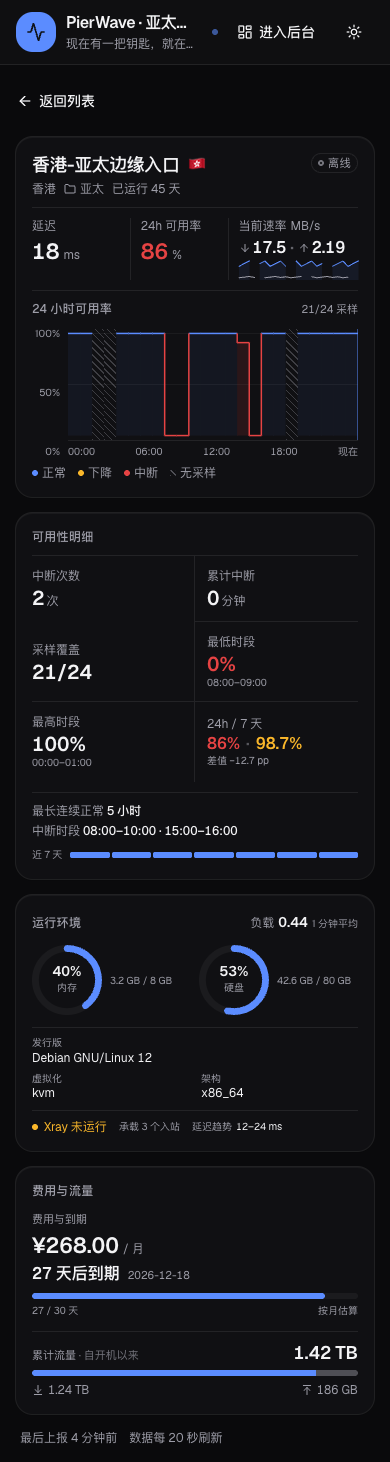 PierWave · 亚太...
现在有一把钥匙，就在...
进入后台
返回列表
香港-亚太边缘入口 🇭🇰
离线
香港 亚太 已运行 45 天
延迟
18 ms
24h 可用率
86 %
当前速率 MB/s
↓ 17.5 · ↑ 2.19
24 小时可用率
21/24 采样
100%
50%
0%
00:00 06:00 12:00 18:00 现在
正常 下降 中断 无采样
可用性明细
中断次数
2 次
累计中断
0 分钟
采样覆盖
21/24
最低时段
0%
08:00–09:00
最高时段
100%
00:00–01:00
24h / 7 天
86% · 98.7%
差值 −12.7 pp
最长连续正常 5 小时
中断时段 08:00–10:00 · 15:00–16:00
近 7 天
运行环境
负载 0.44 1 分钟平均
40%
内存
3.2 GB / 8 GB
53%
硬盘
42.6 GB / 80 GB
发行版
Debian GNU/Linux 12
虚拟化
kvm
架构
x86_64
Xray 未运行 承载 3 个入站 延迟趋势 12–24 ms
费用与流量
费用与到期
¥268.00 / 月
27 天后到期 2026-12-18
27 / 30 天
按月估算
累计流量 · 自开机以来
1.42 TB
1.24 TB
186 GB
最后上报 4 分钟前 数据每 20 秒刷新